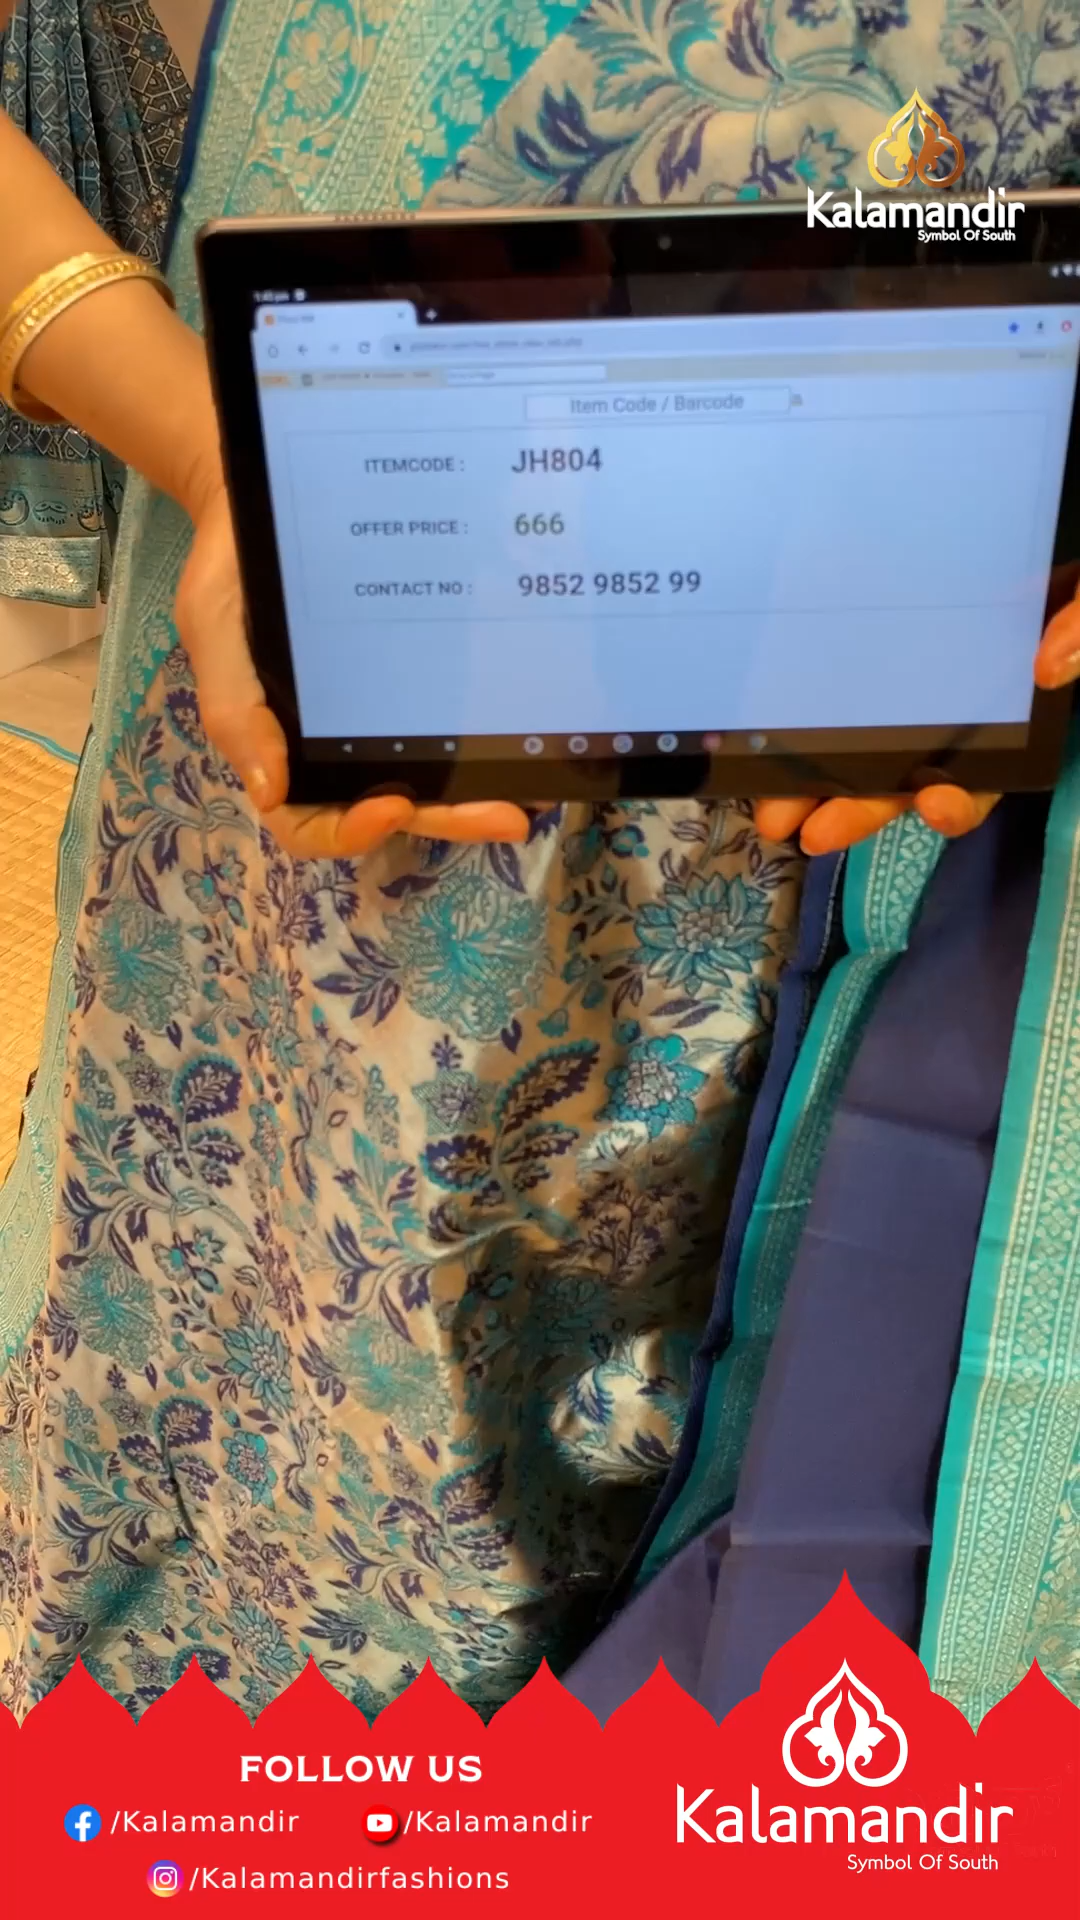 Kalamandir
Symbol Of South
Item Code / Barcode
ITEMCODE : JH804
OFFER PRICE : 666
CONTACT NO : 9852 9852 99
FOLLOW US
/Kalamandir /Kalamandir
/Kalamandirfashions
Kalamandir
Symbol Of South